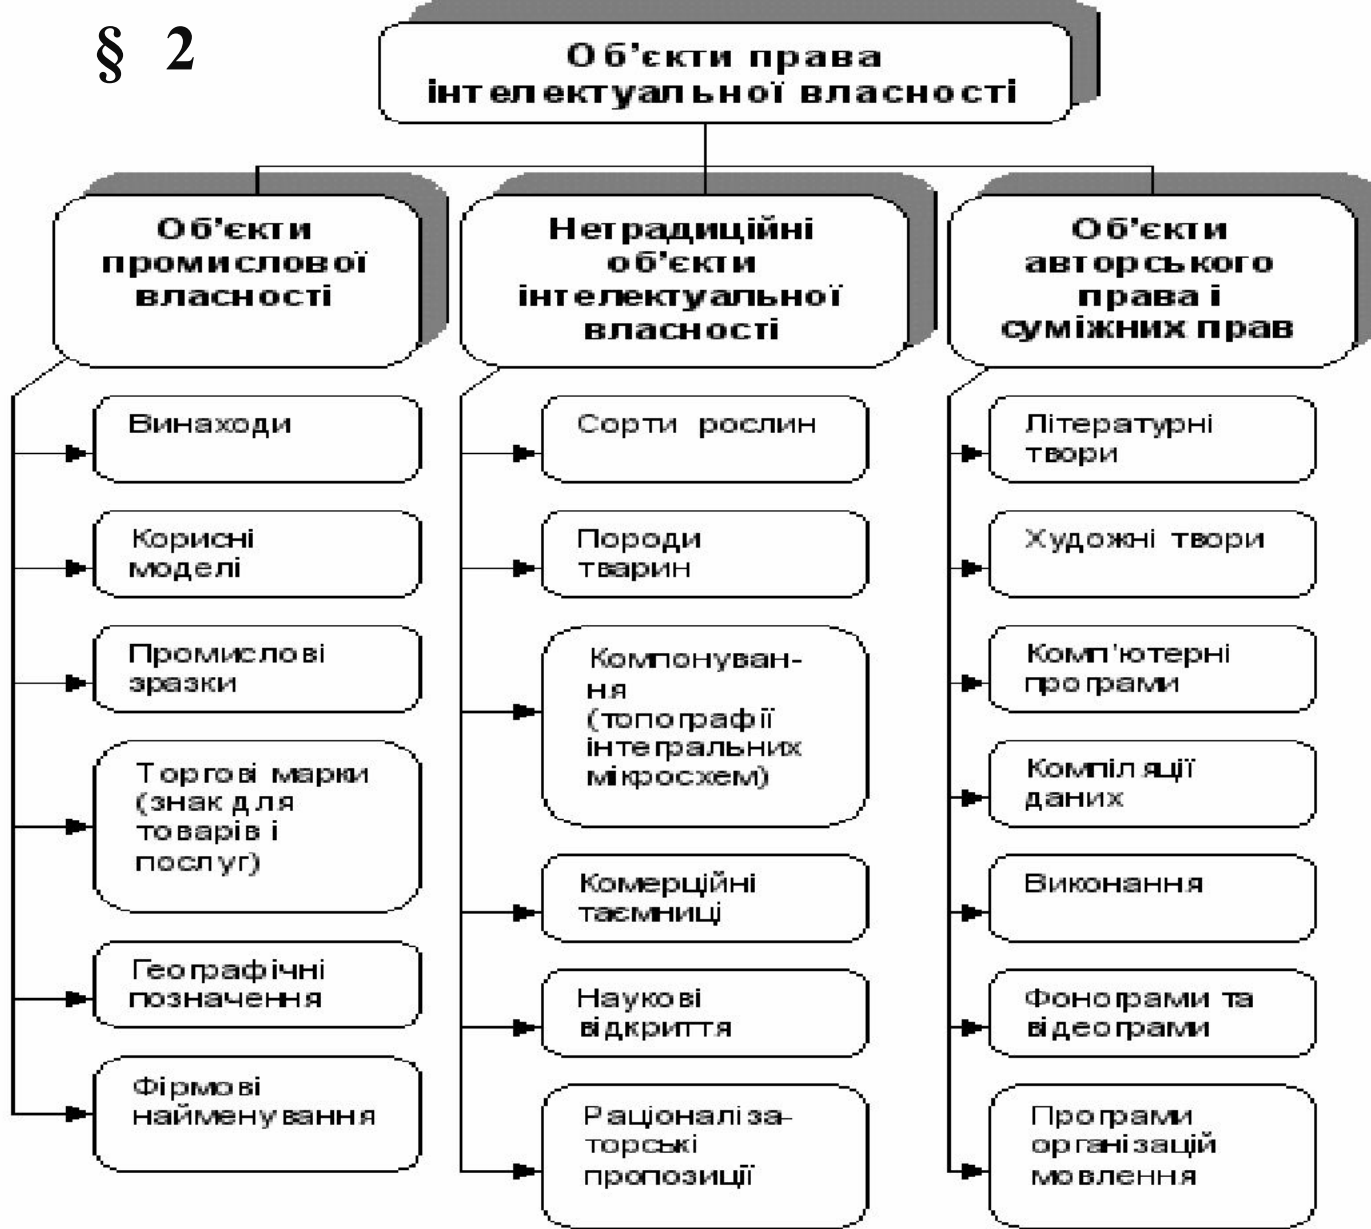 § 2
Об'єкти права
інтелектуальної власності
Об'єкти
промислової
власності
Винаходи
Корисні
моделі
Промислові
зразки
Торгові марки
(знак для
товарів і
послуг)
Географічні
позначення
Фірмові
найменування
Нетрадиційні
об'єкти
інтелектуальної
власності
Сорти рослин
Породи
тварин
Компонуван-
ня
(топографії
інтегральних
мікросхем)
Комерційні
таємниці
Наукові
відкриття
Раціоналіза-
торські
пропозиції
Об'єкти
авторського
права і
суміжних прав
Літературні
твори
Художні твори
Комп'ютерні
програми
Компіляції
даних
Виконання
Фонограми та
відеограми
Програми
організацій
мовлення